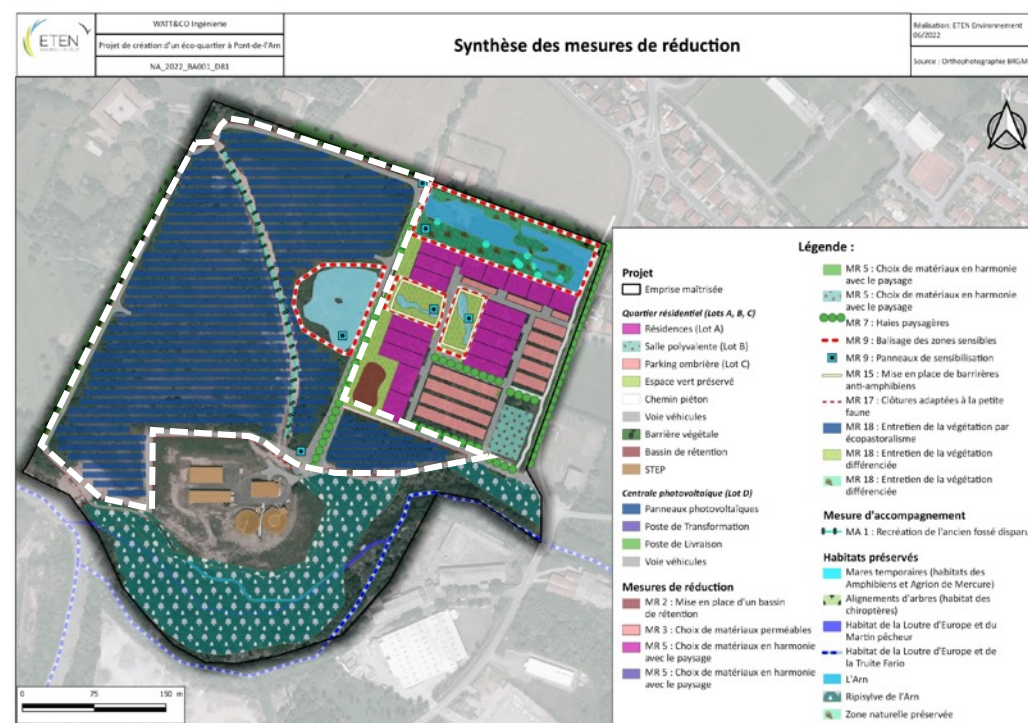 ETEN
ENVIRONNEMENT
WATT&CO Ingénierie
Projet de création d'un éco-quartier à Pont-de-l'Arn
NA_2022_BA001_D81
Synthèse des mesures de réduction
Réalisation: ETEN Environnement
06/2022
Source : Orthophotographie BRGM
N
Légende :
Projet
Emprise maîtrisée
Quartier résidentiel (Lots A, B, C)
Résidences (Lot A)
Salle polyvalente (Lot B)
Parking ombrière (Lot C)
Espace vert préservé
Chemin piéton
Voie véhicules
Barrière végétale
Bassin de rétention
STEP
Centrale photovoltaïque (Lot D)
Panneaux photovoltaïques
Poste de Transformation
Poste de Livraison
Voie véhicules
Mesures de réduction
MR 2 : Mise en place d'un bassin
de rétention
MR 3 : Choix de matériaux perméables
MR 5 : Choix de matériaux en harmonie
avec le paysage
MR 5 : Choix de matériaux en harmonie
avec le paysage
MR 5 : Choix de matériaux en harmonie
avec le paysage
MR 5 : Choix de matériaux en harmonie
avec le paysage
MR 7 : Haies paysagères
MR 9 : Balisage des zones sensibles
MR 9 : Panneaux de sensibilisation
MR 15 : Mise en place de barrirères
anti-amphibiens
MR 17 : Clôtures adaptées à la petite
faune
MR 18 : Entretien de la végétation par
écopastoralisme
MR 18 : Entretien de la végétation
différenciée
MR 18 : Entretien de la végétation
différenciée
Mesure d'accompagnement
MA 1 : Recréation de l'ancien fossé disparu
Habitats préservés
Mares temporaires (habitats des
Amphibiens et Agrion de Mercure)
Alignements d'arbres (habitat des
chiroptères)
Habitat de la Loutre d'Europe et du
Martin pêcheur
Habitat de la Loutre d'Europe et de
la Truite Fario
L'Arn
Ripisylve de l'Arn
Zone naturelle préservée
0 75 150 m